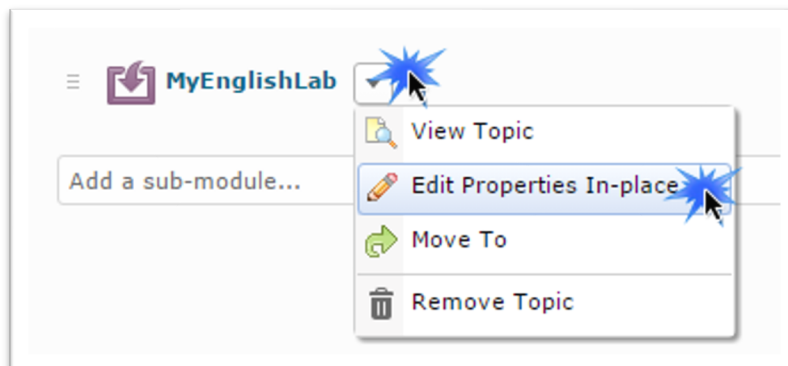 MyEnglishLab
View Topic
Add a sub-module...
Edit Properties In-place
Move To
Remove Topic